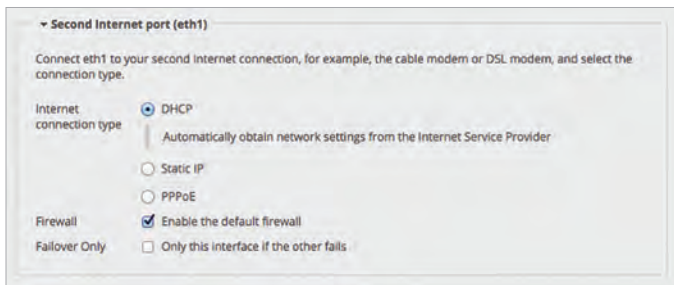 Second Internet port (eth1)
Connect eth1 to your second Internet connection, for example, the cable modem or DSL modem, and select the
connection type.
Internet
connection type
DHCP
Automatically obtain network settings from the Internet Service Provider
Static IP
PPPoE
Firewall
Enable the default firewall
Failover Only
Only this interface if the other fails